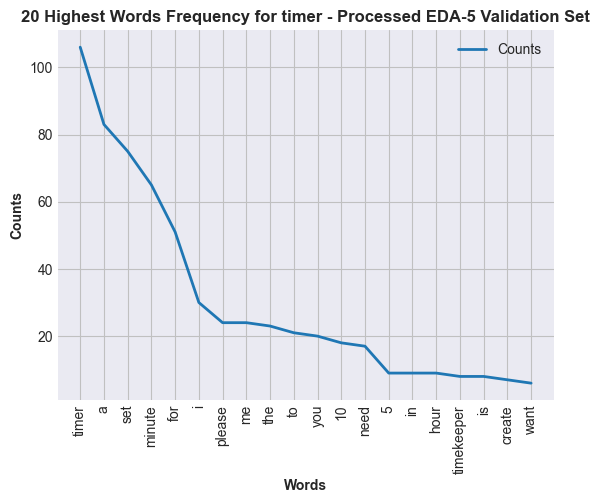 20 Highest Words Frequency for timer - Processed EDA-5 Validation Set
Counts
100
80
60
40
20
Counts
timer
a
set
minute
for
i
please
me
the
to
you
10
need
5
in
hour
timekeeper
is
create
want
Words